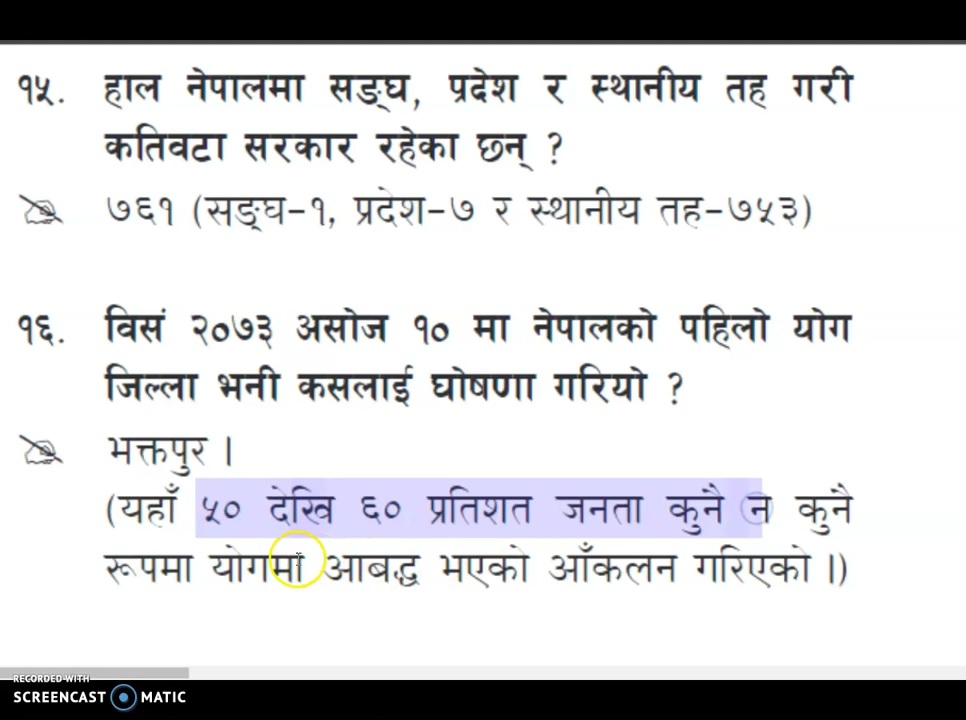 १५. हाल नेपालमा सङ्घ, प्रदेश र स्थानीय तह गरी
कतिवटा सरकार रहेका छन् ?
७६१ (सङ्घ-१, प्रदेश-७ र स्थानीय तह-७५३)
१६. विसं २०७३ असोज १० मा नेपालको पहिलो योग
जिल्ला भनी कसलाई घोषणा गरियो ?
भक्तपुर ।
(यहाँ ५० देखि ६० प्रतिशत जनता कुनै न कुनै
रूपमा योगमा आबद्ध भएको आँकलन गरिएको ।)
RECORDED WITH
SCREENCAST MATIC